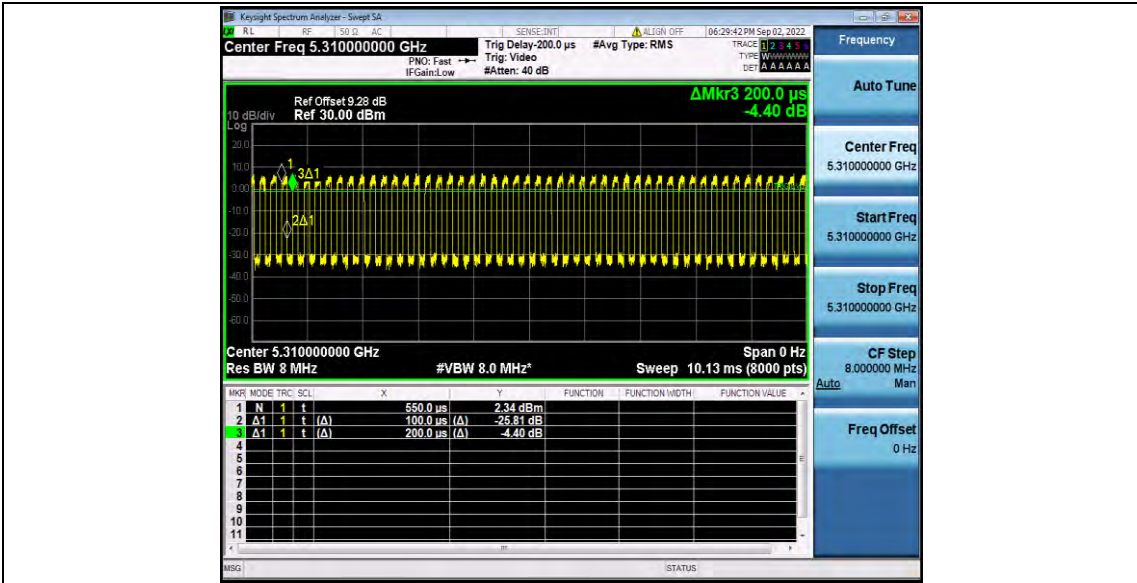 Keysight Spectrum Analyzer - Swept SA
RL RF 50 Ω AC SENSE:INT ALIGN OFF 06:29:42 PM Sep 02, 2022
Center Freq 5.310000000 GHz
PNO: Fast
IFGain:Low
Trig Delay-200.0 µs
Trig: Video
#Atten: 40 dB
#Avg Type: RMS
TRACE 1 2 3 4 5 6
TYPE W
DET A A A A A A
Frequency
ΔMkr3 200.0 µs
-4.40 dB
Ref Offset 9.28 dB
10 dB/div Ref 30.00 dBm
Log
20.0
10.0
0.00
-10.0
-20.0
-30.0
-40.0
-50.0
-60.0
1
3Δ1
2Δ1
Center 5.310000000 GHz Span 0 Hz
Res BW 8 MHz #VBW 8.0 MHz* Sweep 10.13 ms (8000 pts)
MKR MODE TRC SCL X Y FUNCTION FUNCTION WIDTH FUNCTION VALUE
1 N 1 t 550.0 µs 2.34 dBm
2 Δ1 1 t (Δ) 100.0 µs (Δ) -25.81 dB
3 Δ1 1 t (Δ) 200.0 µs (Δ) -4.40 dB
4
5
6
7
8
9
10
11
MSG STATUS
Auto Tune
Center Freq
5.310000000 GHz
Start Freq
5.310000000 GHz
Stop Freq
5.310000000 GHz
CF Step
8.000000 MHz
Auto Man
Freq Offset
0 Hz